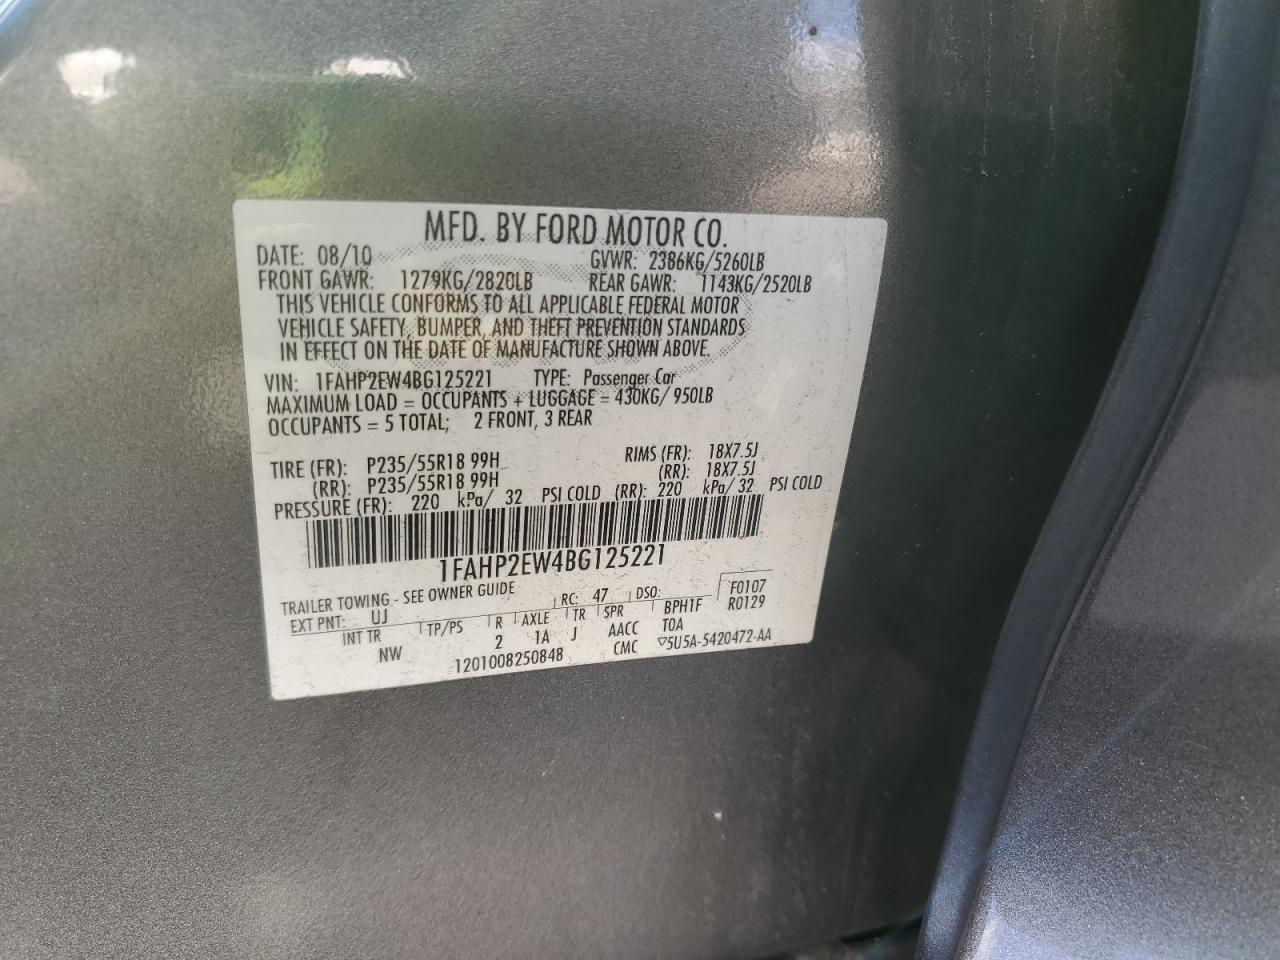 MFD. BY FORD MOTOR CO.
DATE: 08/10 GVWR: 2386KG/5260LB
FRONT GAWR: 1279KG/2820LB REAR GAWR: 1143KG/2520LB
THIS VEHICLE CONFORMS TO ALL APPLICABLE FEDERAL MOTOR
VEHICLE SAFETY, BUMPER, AND THEFT PREVENTION STANDARDS
IN EFFECT ON THE DATE OF MANUFACTURE SHOWN ABOVE.
VIN: 1FAHP2EW4BG125221 TYPE: Passenger Car
MAXIMUM LOAD = OCCUPANTS + LUGGAGE = 430KG/ 950LB
OCCUPANTS = 5 TOTAL; 2 FRONT, 3 REAR
TIRE (FR): P235/55R18 99H RIMS (FR): 18X7.5J
(RR): P235/55R18 99H (RR): 18X7.5J
PRESSURE (FR): 220 kPa/ 32 PSI COLD (RR): 220 kPa/ 32 PSI COLD
1FAHP2EW4BG125221
TRAILER TOWING - SEE OWNER GUIDE RC: 47 DSO: F0107
EXT PNT: UJ R AXLE TR SPR BPH1F R0129
INT TR TP/PS 2 1A J AACC TOA
NW 1201008250848 CMC 5U5A-5420472-AA